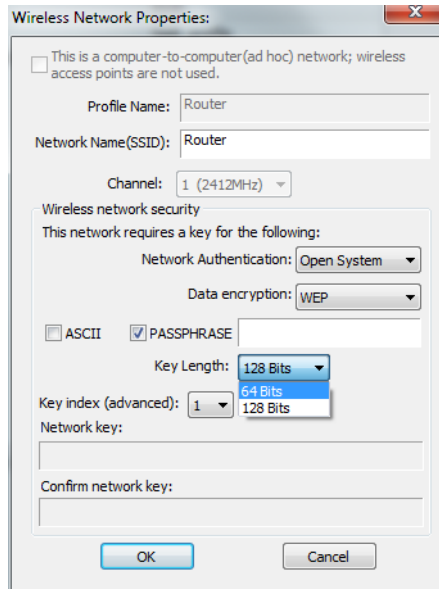 Wireless Network Properties:
This is a computer-to-computer(ad hoc) network; wireless
access points are not used.
Profile Name: Router
Network Name(SSID): Router
Channel: 1 (2412MHz)
Wireless network security
This network requires a key for the following:
Network Authentication: Open System
Data encryption: WEP
ASCII PASSPHRASE
Key Length: 128 Bits
64 Bits
Key index (advanced): 1 128 Bits
Network key:
Confirm network key:
OK Cancel